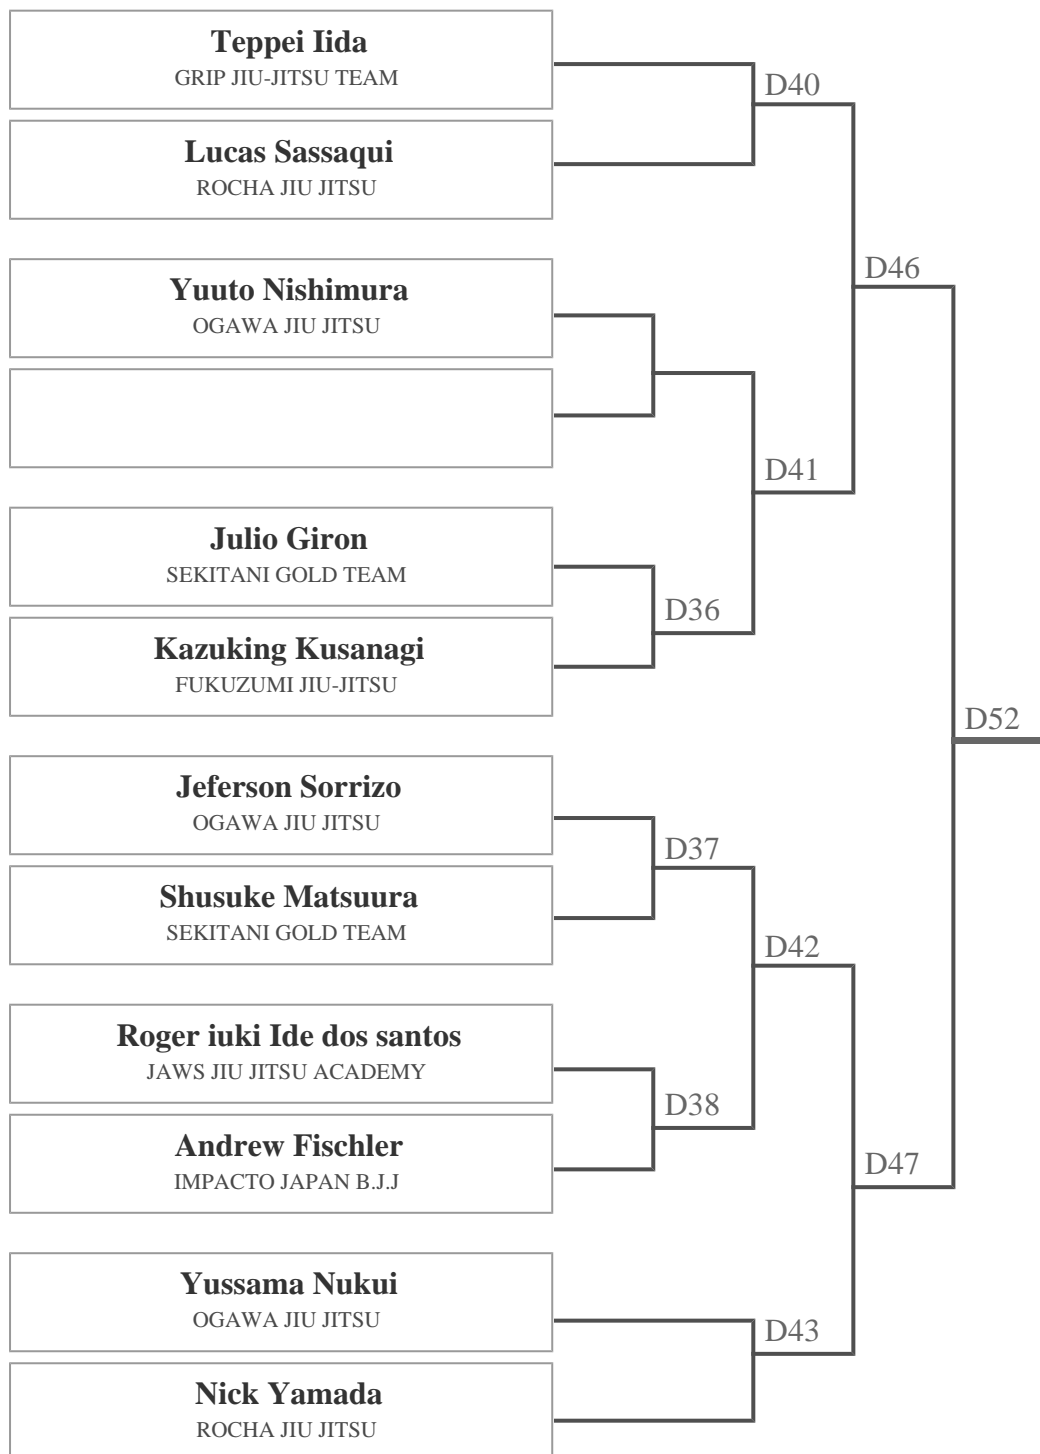 Teppei Iida
GRIP JIU-JITSU TEAM
D40
Lucas Sassaqui
ROCHA JIU JITSU
D46
Yuuto Nishimura
OGAWA JIU JITSU
D41
Julio Giron
SEKITANI GOLD TEAM
D36
Kazuking Kusanagi
FUKUZUMI JIU-JITSU
D52
Jeferson Sorrizo
OGAWA JIU JITSU
D37
Shusuke Matsuura
SEKITANI GOLD TEAM
D42
Roger iuki Ide dos santos
JAWS JIU JITSU ACADEMY
D38
Andrew Fischler
IMPACTO JAPAN B.J.J
D47
Yussama Nukui
OGAWA JIU JITSU
D43
Nick Yamada
ROCHA JIU JITSU